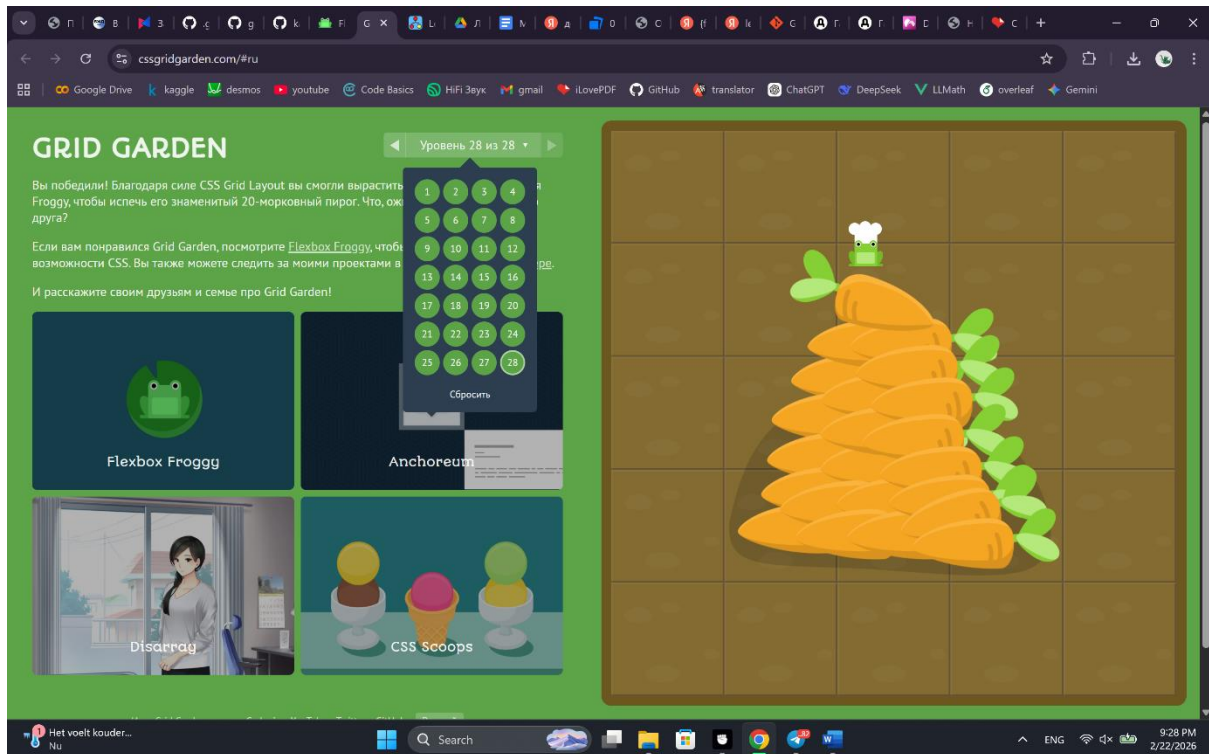 cssgridgarden.com/#ru
Google Drive kaggle desmos youtube Code Basics HiFi Звук gmail iLovePDF GitHub translator ChatGPT DeepSeek LLMath overleaf Gemini
GRID GARDEN
Уровень 28 из 28
Вы победили! Благодаря силе CSS Grid Layout вы смогли вырастить
Froggy, чтобы испечь его знаменитый 20-морковный пирог. Что,
друга?
Если вам понравился Grid Garden, посмотрите Flexbox Froggy,
возможности CSS. Вы также можете следить за моими проектами в
И расскажите своим друзьям и семье про Grid Garden!
1 2 3 4
5 6 7 8
9 10 11 12
13 14 15 16
17 18 19 20
21 22 23 24
25 26 27 28
Сбросить
Flexbox Froggy
Anchoreum
Disarray
CSS Scoops
Het voelt kouder...
Nu
Search
ENG
9:28 PM
2/22/2026